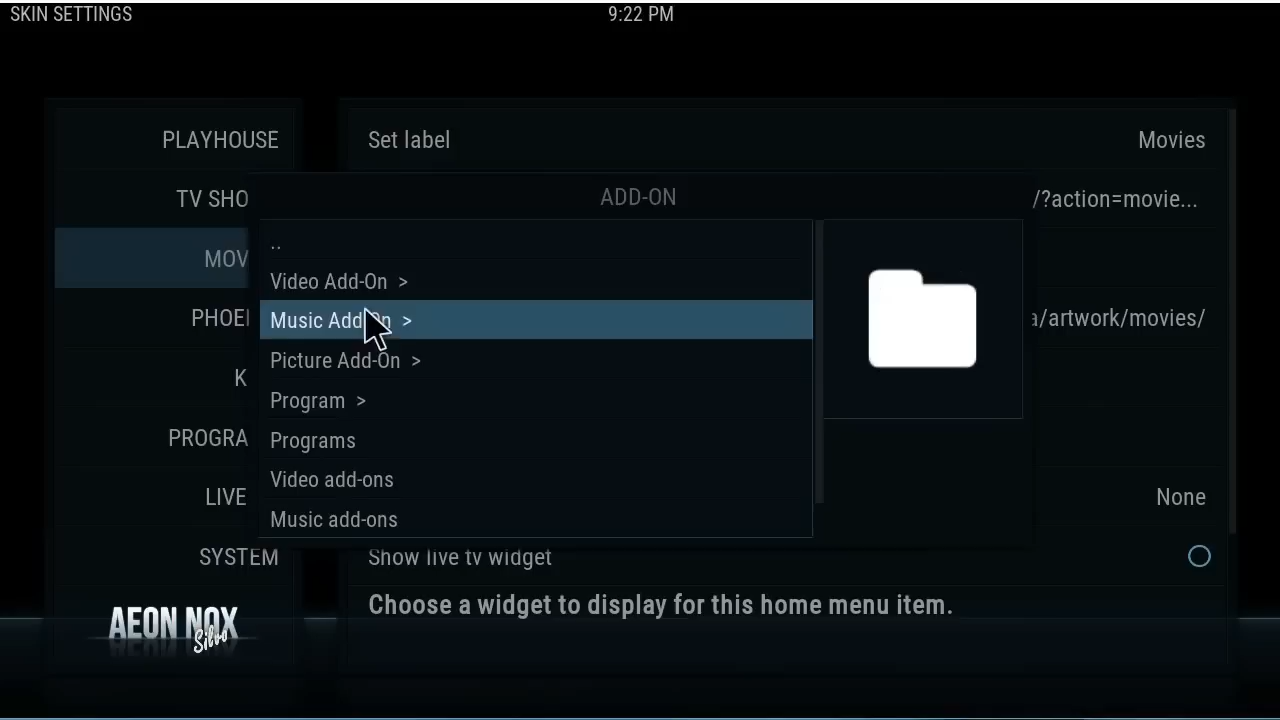 SKIN SETTINGS
9:22 PM
PLAYHOUSE
TV SHO
MOV
PHOE
K
PROGRA
LIVE
SYSTEM
Set label
Movies
/?action=movie...
a/artwork/movies/
None
Show live tv widget
Choose a widget to display for this home menu item.
ADD-ON
..
Video Add-On >
Music Add-On >
Picture Add-On >
Program >
Programs
Video add-ons
Music add-ons
AEON NOX
Silvo